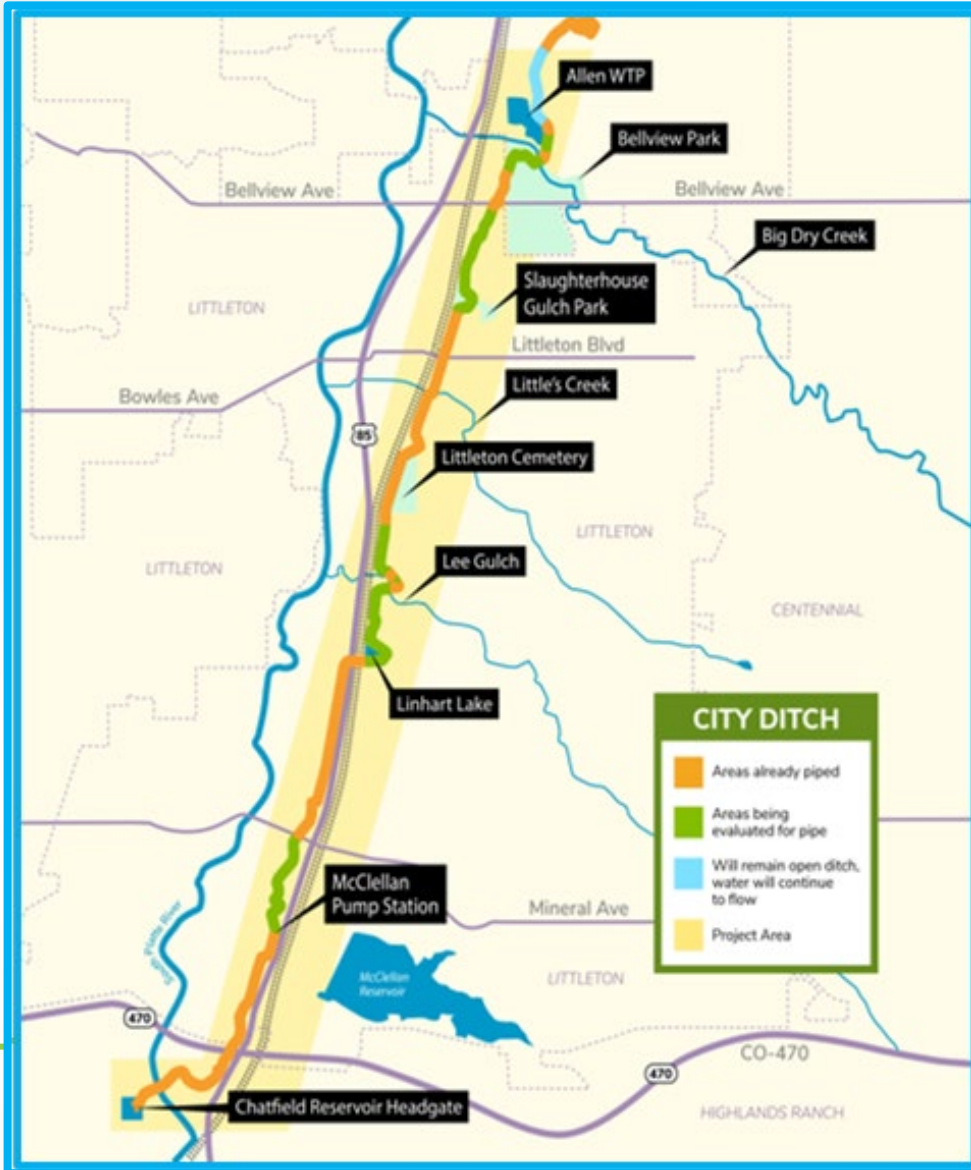 Allen WTP
Bellview Park
Bellview Ave
Bellview Ave
Big Dry Creek
Slaughterhouse
Gulch Park
LITTLETON
Littleton Blvd
Bowles Ave
Little's Creek
85
Littleton Cemetery
LITTLETON
Lee Gulch
LITTLETON
CENTENNIAL
Linhart Lake
CITY DITCH
Areas already piped
Areas being
evaluated for pipe
Will remain open ditch,
water will continue
to flow
Project Area
McClellan
Pump Station
Mineral Ave
South Platte River
McClellan
Reservoir
LITTLETON
470
CO-470
470
Chatfield Reservoir Headgate
HIGHLANDS RANCH